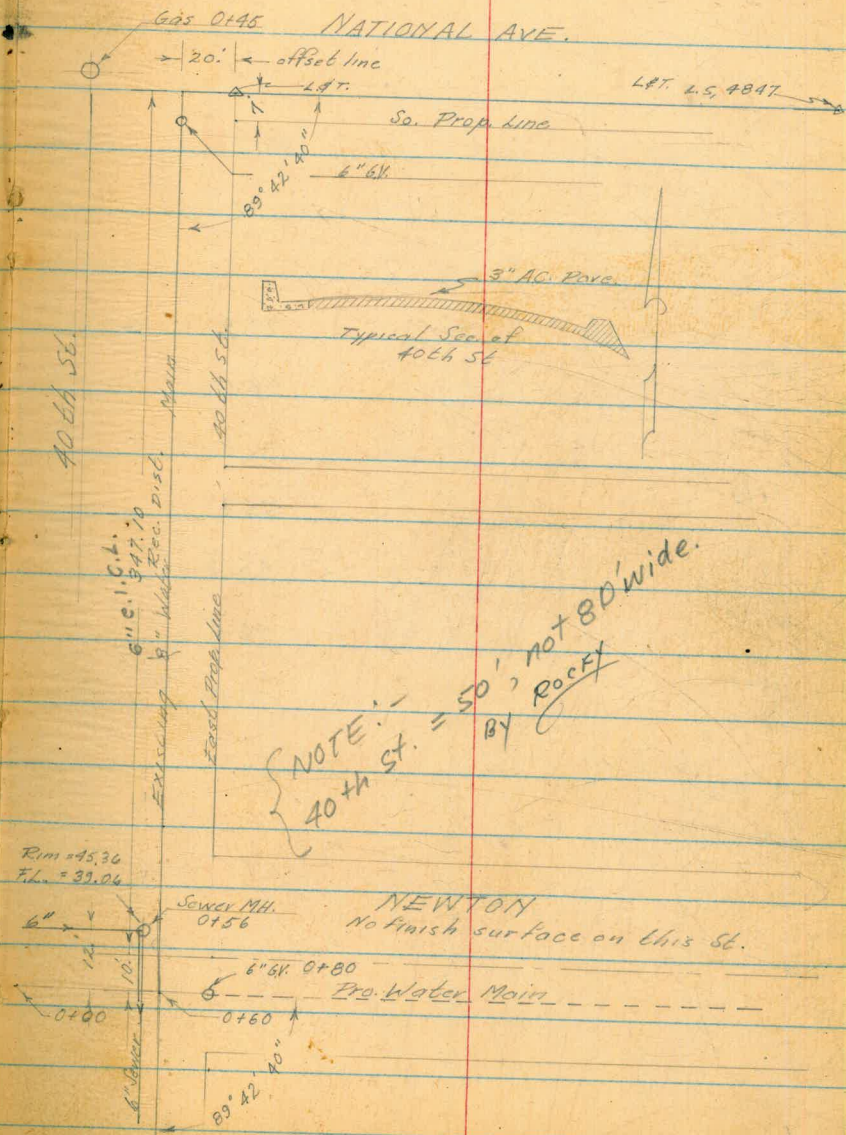 Gas 0+45
NATIONAL AVE.
20.'
offset line
L&T.
L&T. L.S. 4847
7'
So. Prop. Line
89° 42' 40"
6" G.V.
3" A.C. Pave.
Typical Sec. of
40th St
40th St.
40th St.
6" C.I.C.L.
347.10
Existing 8" Water Rec. Dist. Main
East Prop. Line
NOTE:-
40th St. = 50', not 80' wide.
BY ROCKY
Rim = 45.36
F.L. = 39.06
Sewer MH.
0+56
NEWTON
No finish surface on this St.
6"
12'
10'
6" G.V. 0+80
Pro. Water Main
0+00
0+60
6" Sewer
89° 42' 40"